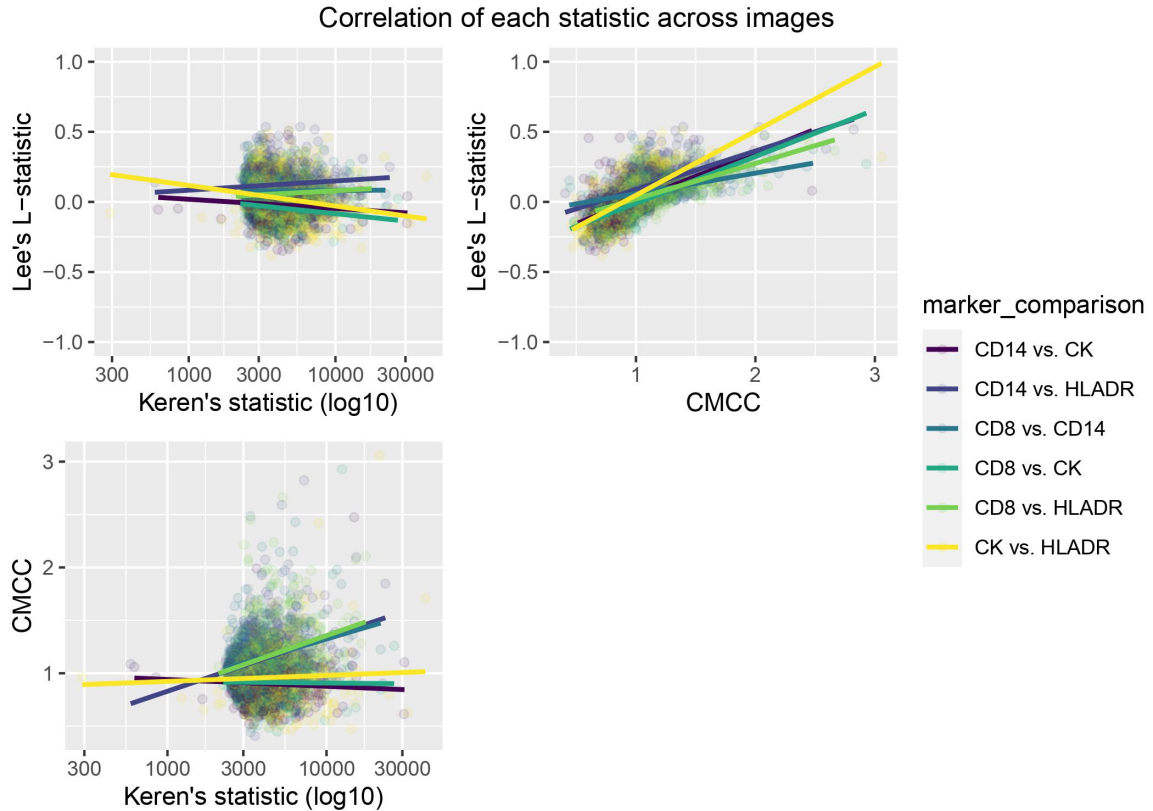 Correlation of each statistic across images
1.0
0.5
0.0
−0.5
−1.0
Lee's L−statistic
300 1000 3000 10000 30000
Keren's statistic (log10)
1.0
0.5
0.0
−0.5
−1.0
Lee's L−statistic
1 2 3
CMCC
marker_comparison
CD14 vs. CK
CD14 vs. HLADR
CD8 vs. CD14
CD8 vs. CK
CD8 vs. HLADR
CK vs. HLADR
3
2
1
CMCC
300 1000 3000 10000 30000
Keren's statistic (log10)